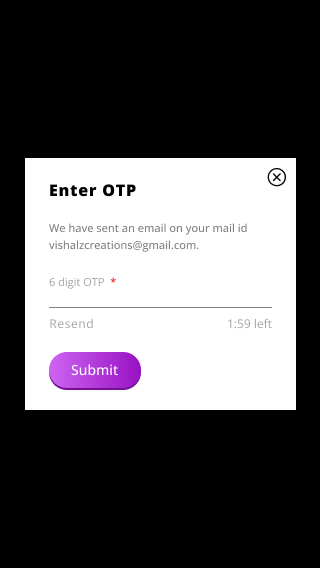 Enter OTP
We have sent an email on your mail id
vishalzcreations@gmail.com.
6 digit OTP *
Resend 1:59 left
Submit